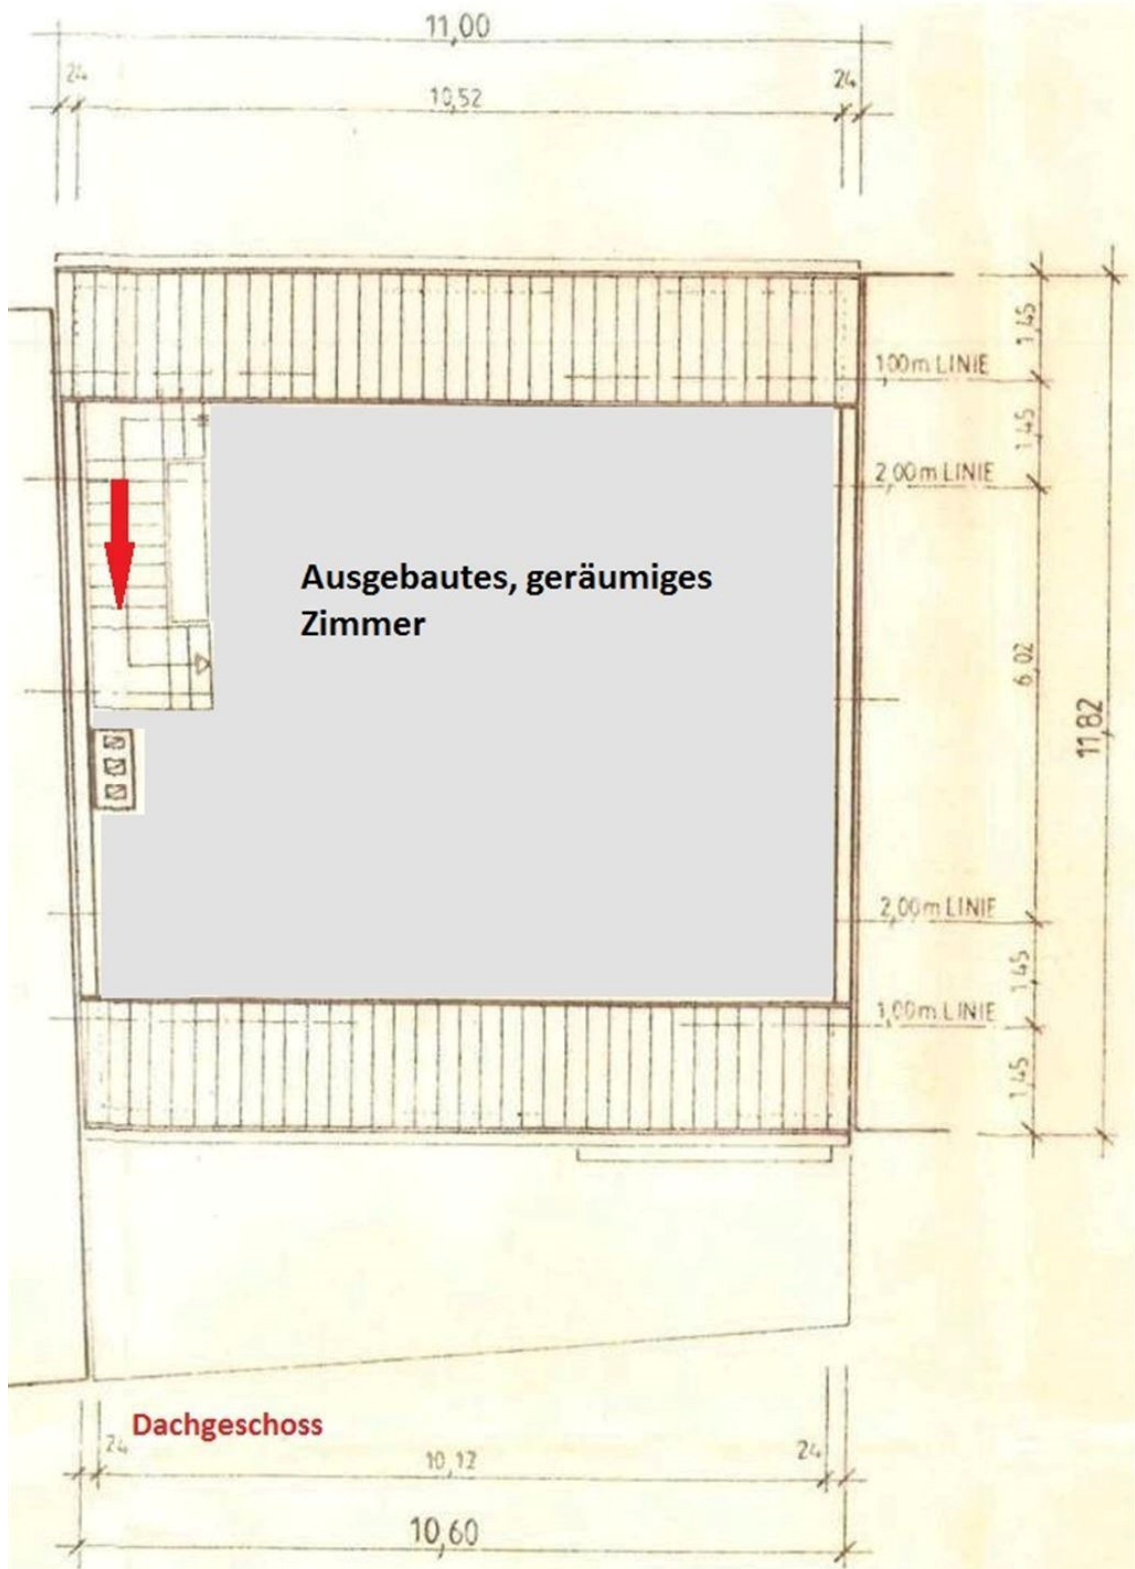 11,00
24
24
10,52
1,45
1,00m LINIE
1,45
2,00m LINIE
Ausgebautes, geräumiges
Zimmer
6,02
11,82
2,00m LINIE
1,45
1,00m LINIE
1,45
Dachgeschoss
24
10,12
24
10,60